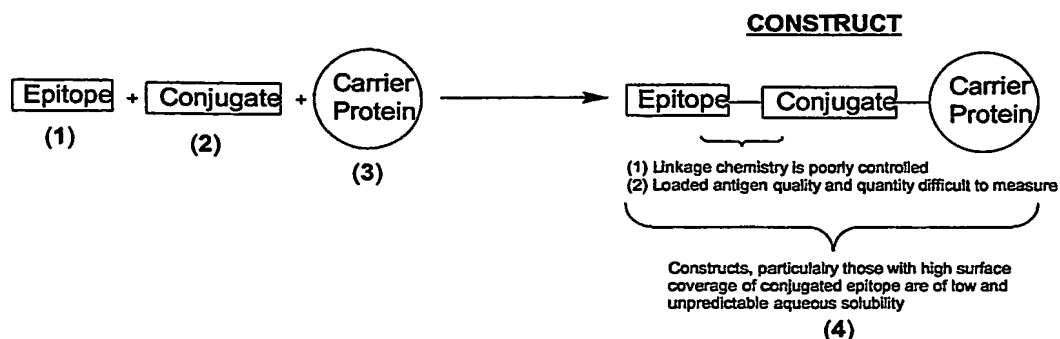 CONSTRUCT
Epitope + Conjugate + Carrier Protein
(1)
(2)
(3)
Epitope Conjugate Carrier Protein
(1) Linkage chemistry is poorly controlled
(2) Loaded antigen quality and quantity difficult to measure
Constructs, particulalry those with high surface
coverage of conjugated epitope are of low and
unpredictable aqueous solubility
(4)